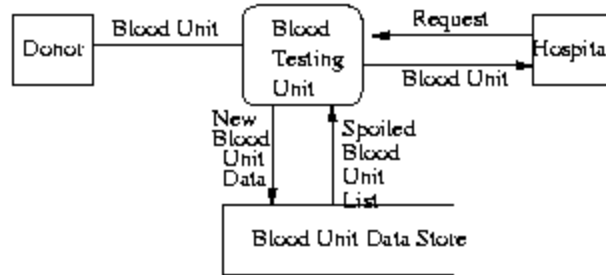 Donor
Blood Unit
Blood
Testing
Unit
Request
Blood Unit
Hospital
New
Blood
Unit
Data
Spoiled
Blood
Unit
List
Blood Unit Data Store